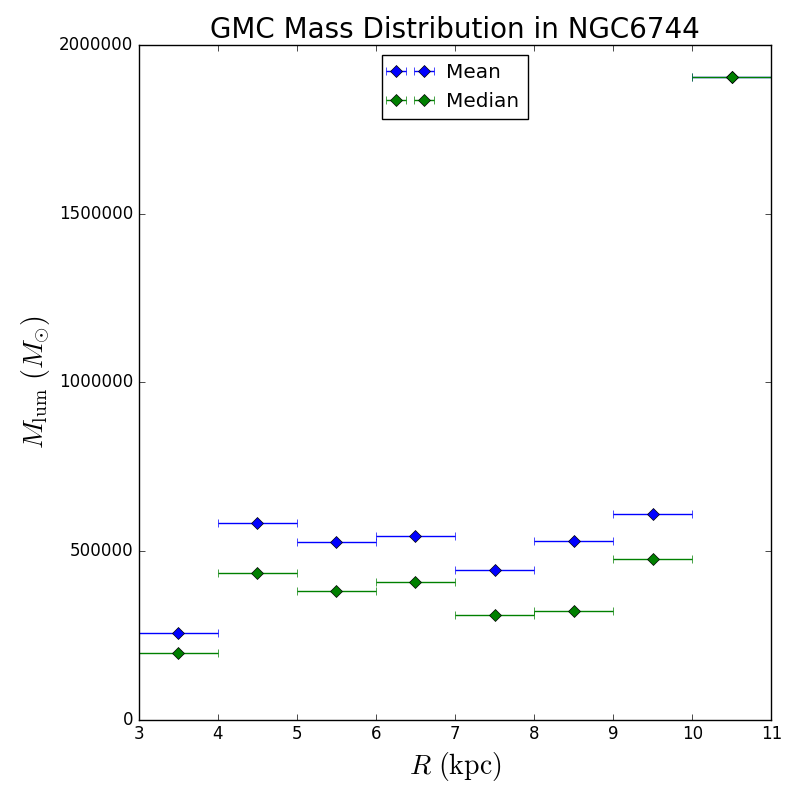 GMC Mass Distribution in NGC6744
Mean
Median
2000000
1500000
1000000
500000
0
M_lum (M_⊙)
3 4 5 6 7 8 9 10 11
R (kpc)